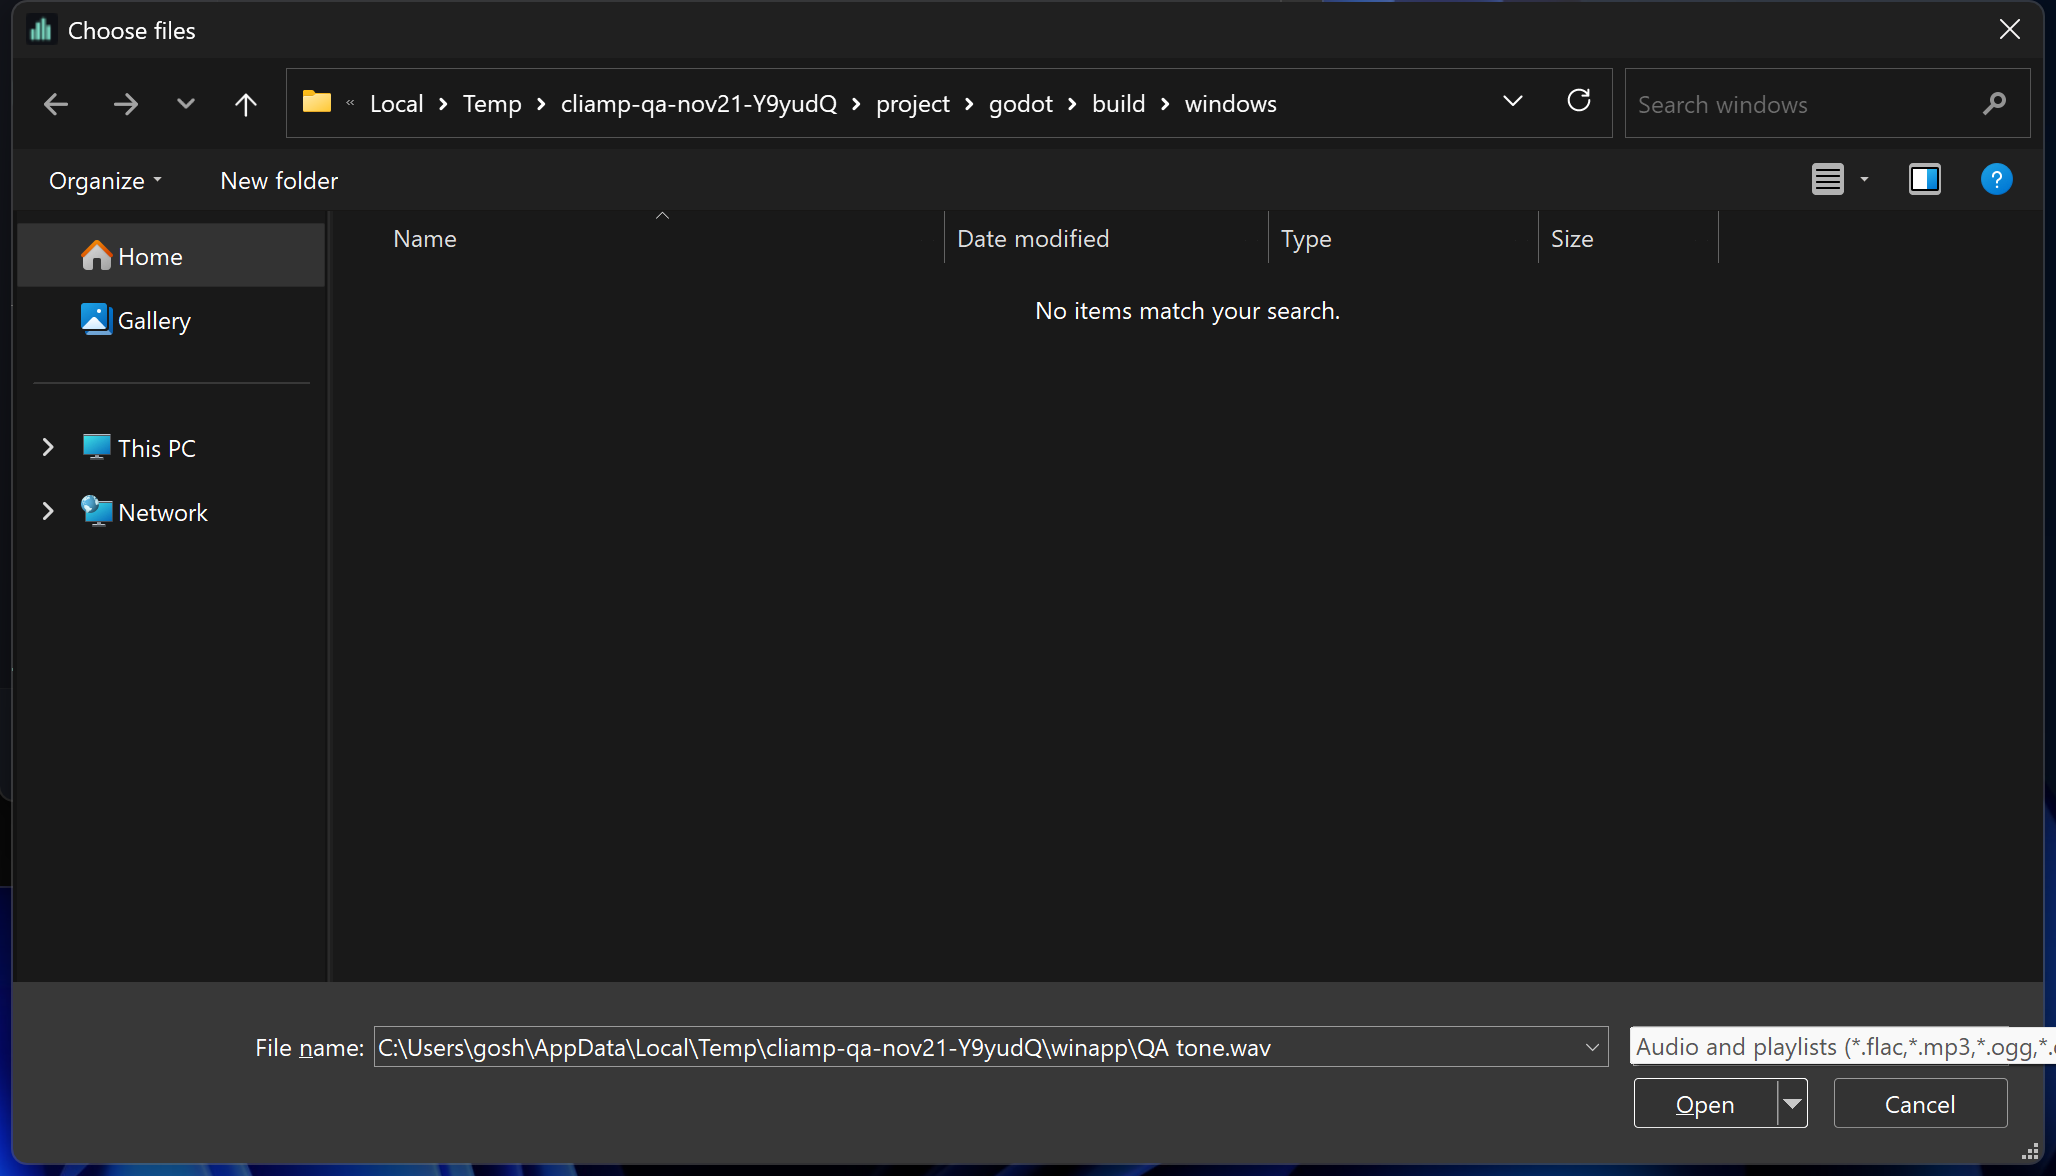 Choose files
« Local > Temp > cliamp-qa-nov21-Y9yudQ > project > godot > build > windows
Search windows
Organize
New folder
?
Home
Gallery
This PC
Network
Name
Date modified
Type
Size
No items match your search.
File name:
C:\Users\gosh\AppData\Local\Temp\cliamp-qa-nov21-Y9yudQ\winapp\QA tone.wav
Audio and playlists (*.flac,*.mp3,*.ogg,*.
Open
Cancel